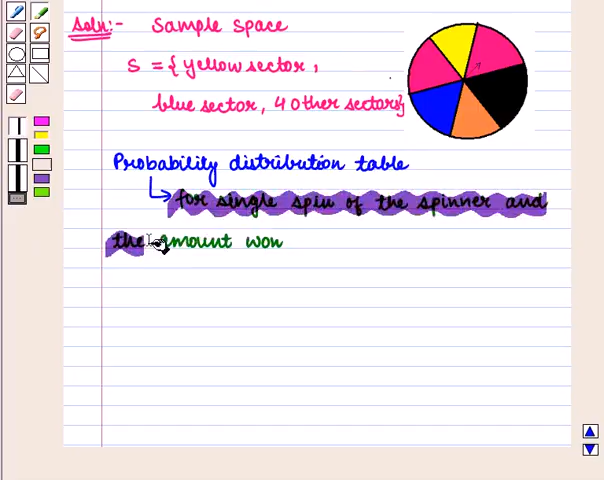 Soln:- Sample space
S = { yellow sector,
blue sector, 4 other sectors}
Probability distribution table
for single spin of the spinner and
the amount won